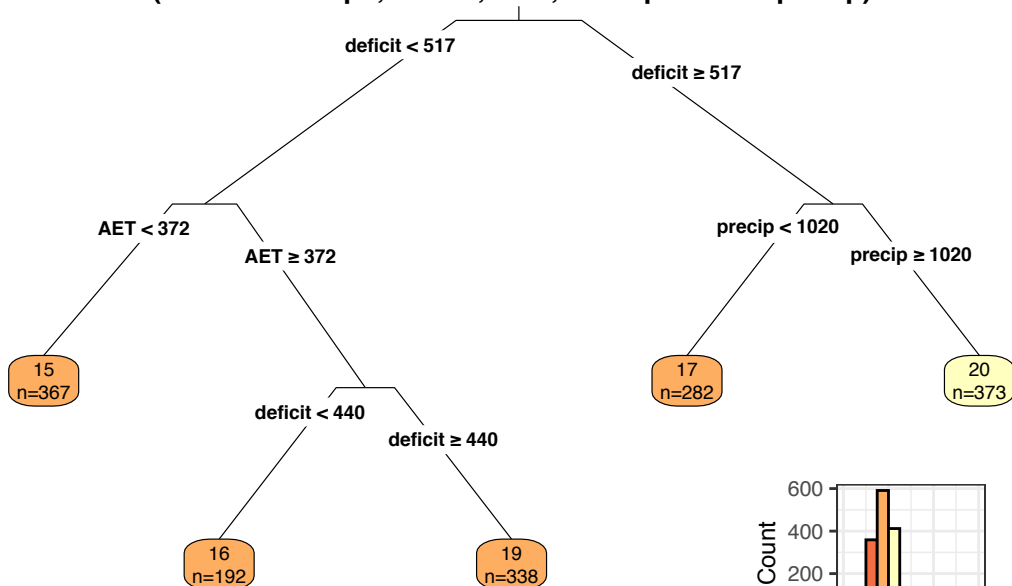 deficit < 517
deficit ≥ 517
AET < 372
AET ≥ 372
precip < 1020
precip ≥ 1020
15
n=367
17
n=282
20
n=373
deficit < 440
deficit ≥ 440
16
n=192
19
n=338
600
400
200
Count